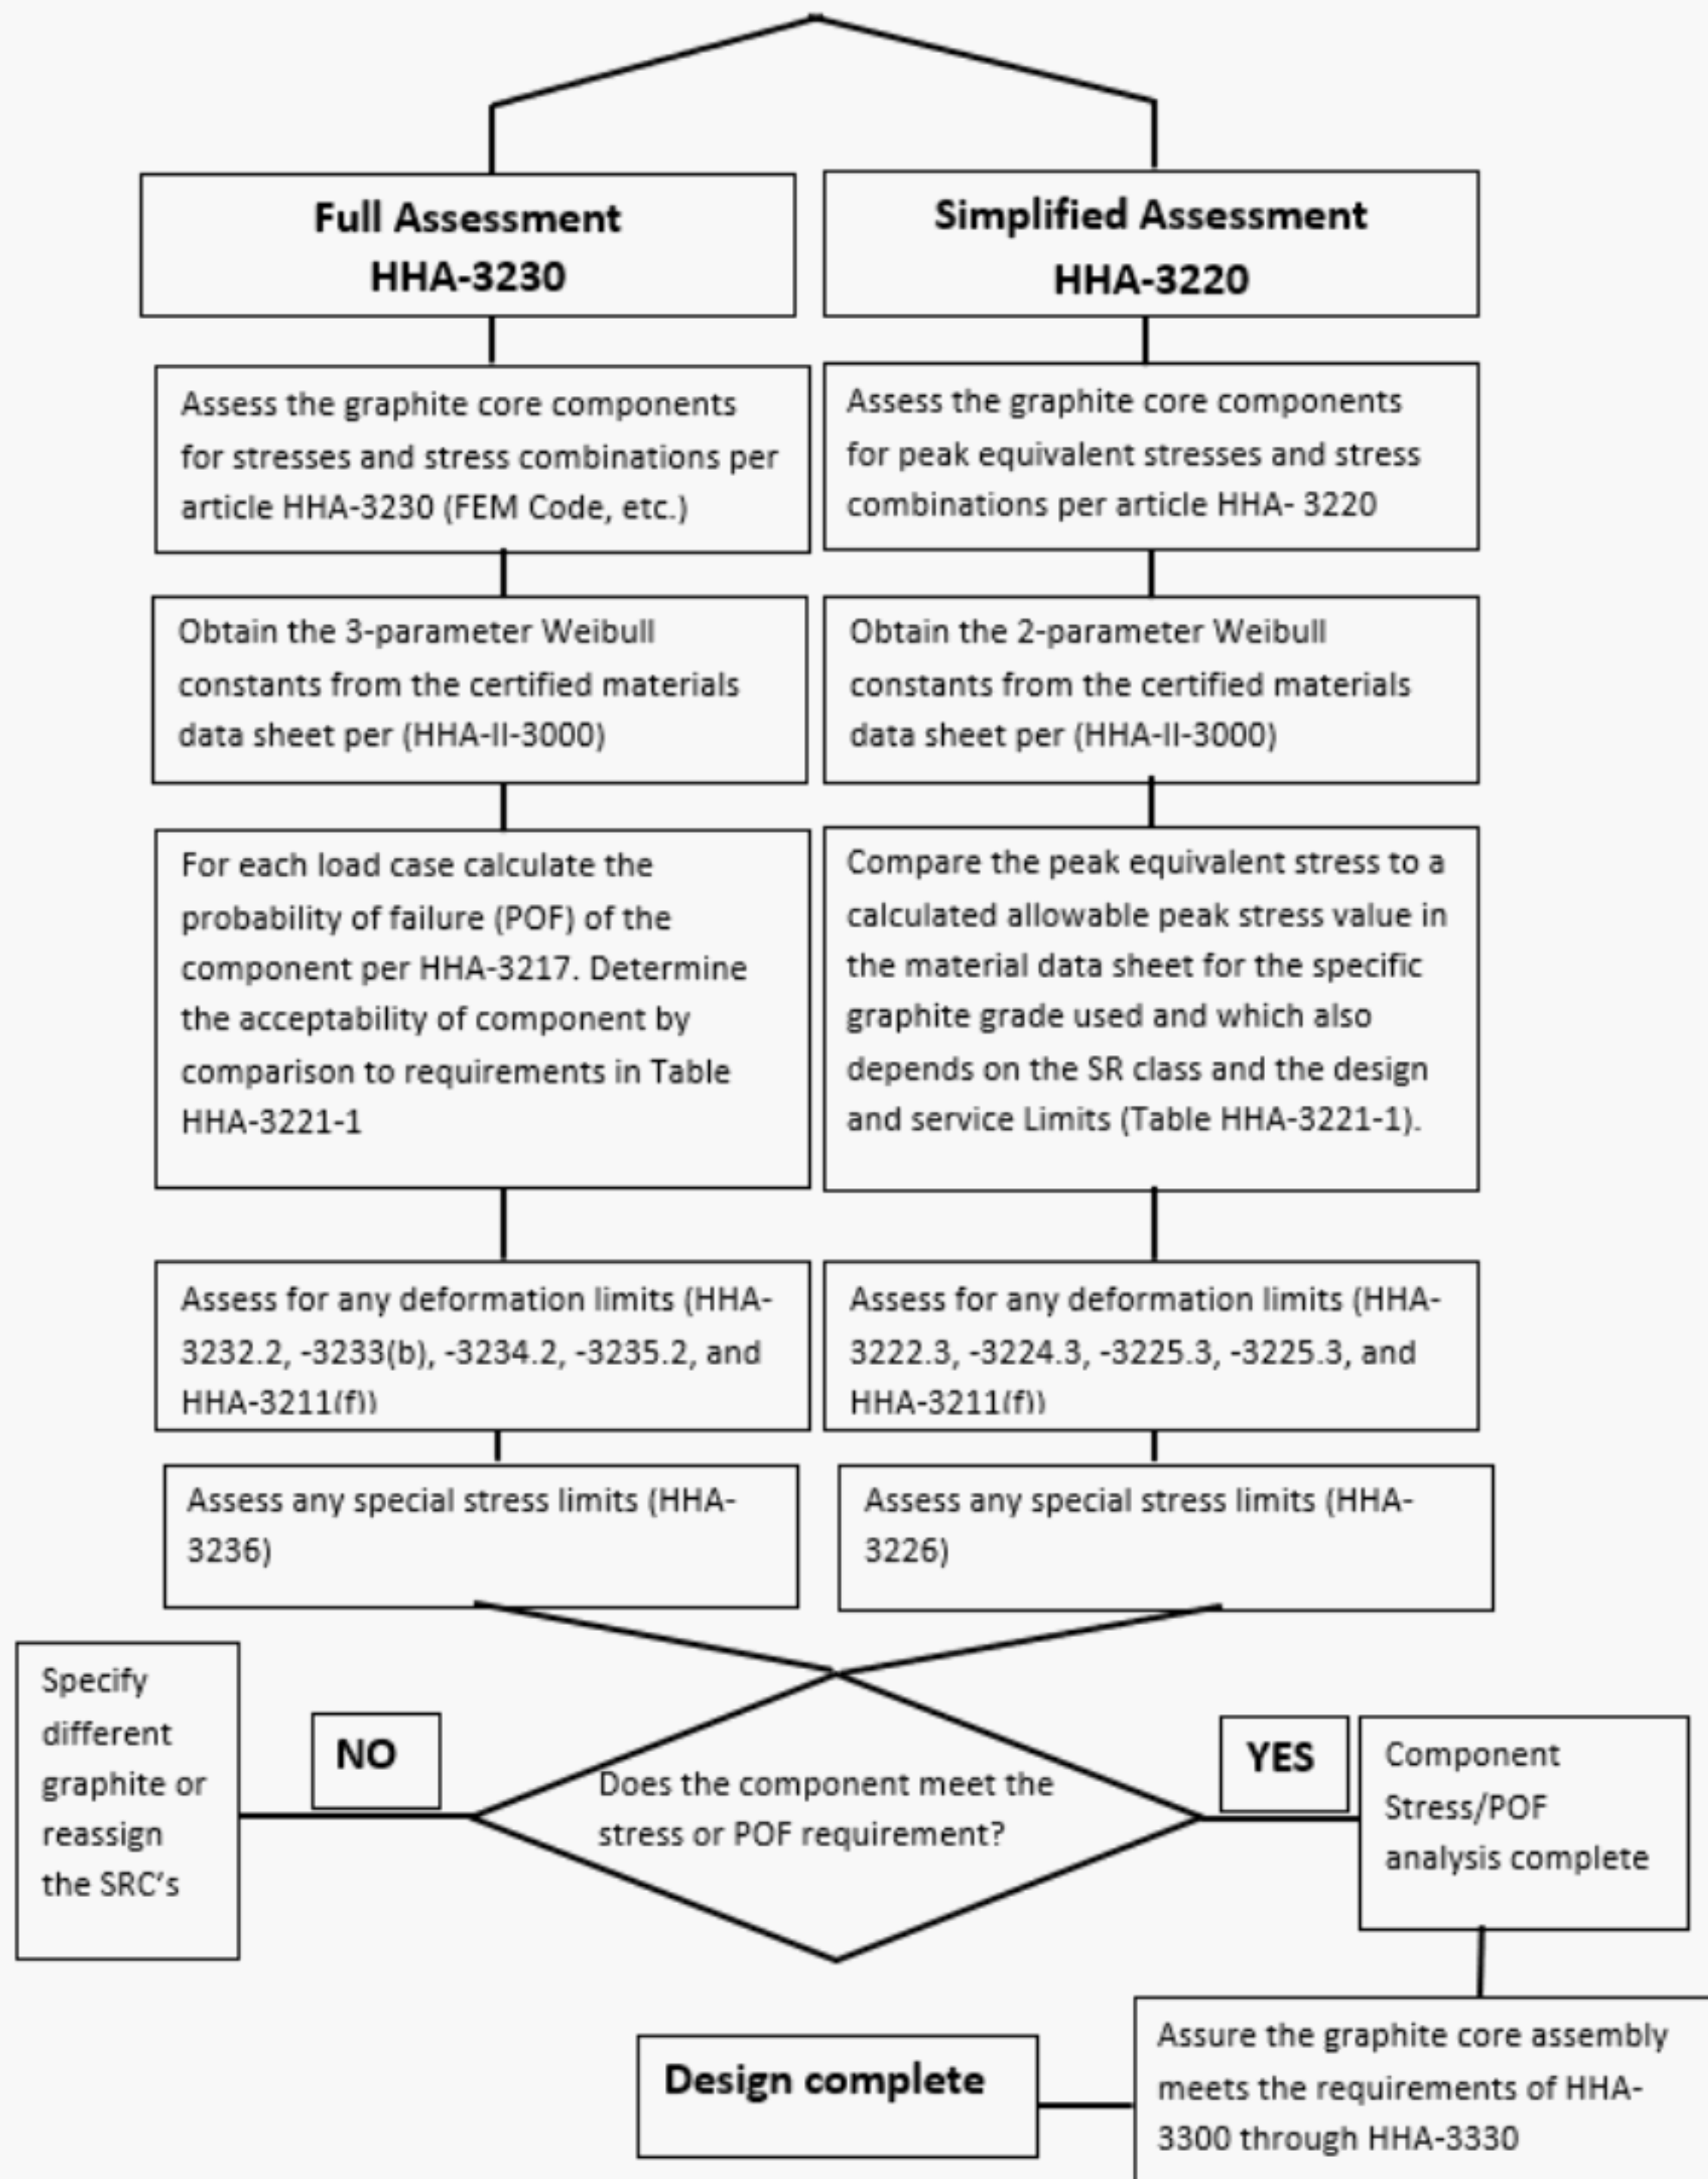 Full Assessment
HHA-3230
Simplified Assessment
HHA-3220
Assess the graphite core components
for stresses and stress combinations per
article HHA-3230 (FEM Code, etc.)
Assess the graphite core components
for peak equivalent stresses and stress
combinations per article HHA- 3220
Obtain the 3-parameter Weibull
constants from the certified materials
data sheet per (HHA-II-3000)
Obtain the 2-parameter Weibull
constants from the certified materials
data sheet per (HHA-II-3000)
For each load case calculate the
probability of failure (POF) of the
component per HHA-3217. Determine
the acceptability of component by
comparison to requirements in Table
HHA-3221-1
Compare the peak equivalent stress to a
calculated allowable peak stress value in
the material data sheet for the specific
graphite grade used and which also
depends on the SR class and the design
and service Limits (Table HHA-3221-1).
Assess for any deformation limits (HHA-
3232.2, -3233(b), -3234.2, -3235.2, and
HHA-3211(f))
Assess for any deformation limits (HHA-
3222.3, -3224.3, -3225.3, -3225.3, and
HHA-3211(f))
Assess any special stress limits (HHA-
3236)
Assess any special stress limits (HHA-
3226)
Specify
different
graphite or
reassign
the SRC's
NO
Does the component meet the
stress or POF requirement?
YES
Component
Stress/POF
analysis complete
Design complete
Assure the graphite core assembly
meets the requirements of HHA-
3300 through HHA-3330